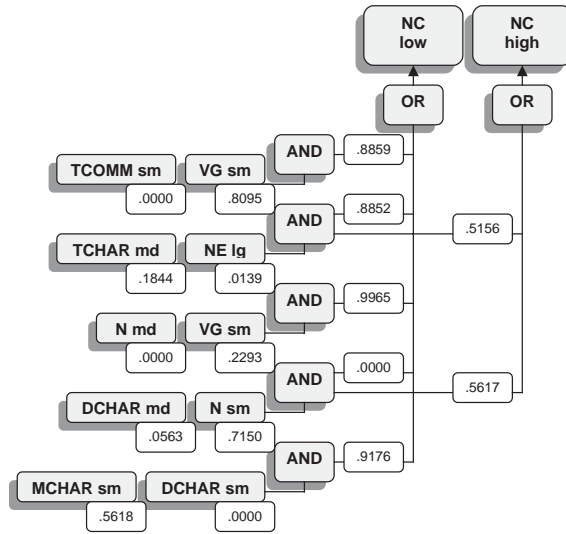 NC
low
NC
high
OR
OR
AND
.8859
TCOMM sm
VG sm
.0000
.8095
AND
.8852
.5156
TCHAR md
NE lg
.1844
.0139
AND
.9965
N md
VG sm
.0000
.2293
AND
.0000
.5617
DCHAR md
N sm
.0563
.7150
AND
.9176
MCHAR sm
DCHAR sm
.5618
.0000